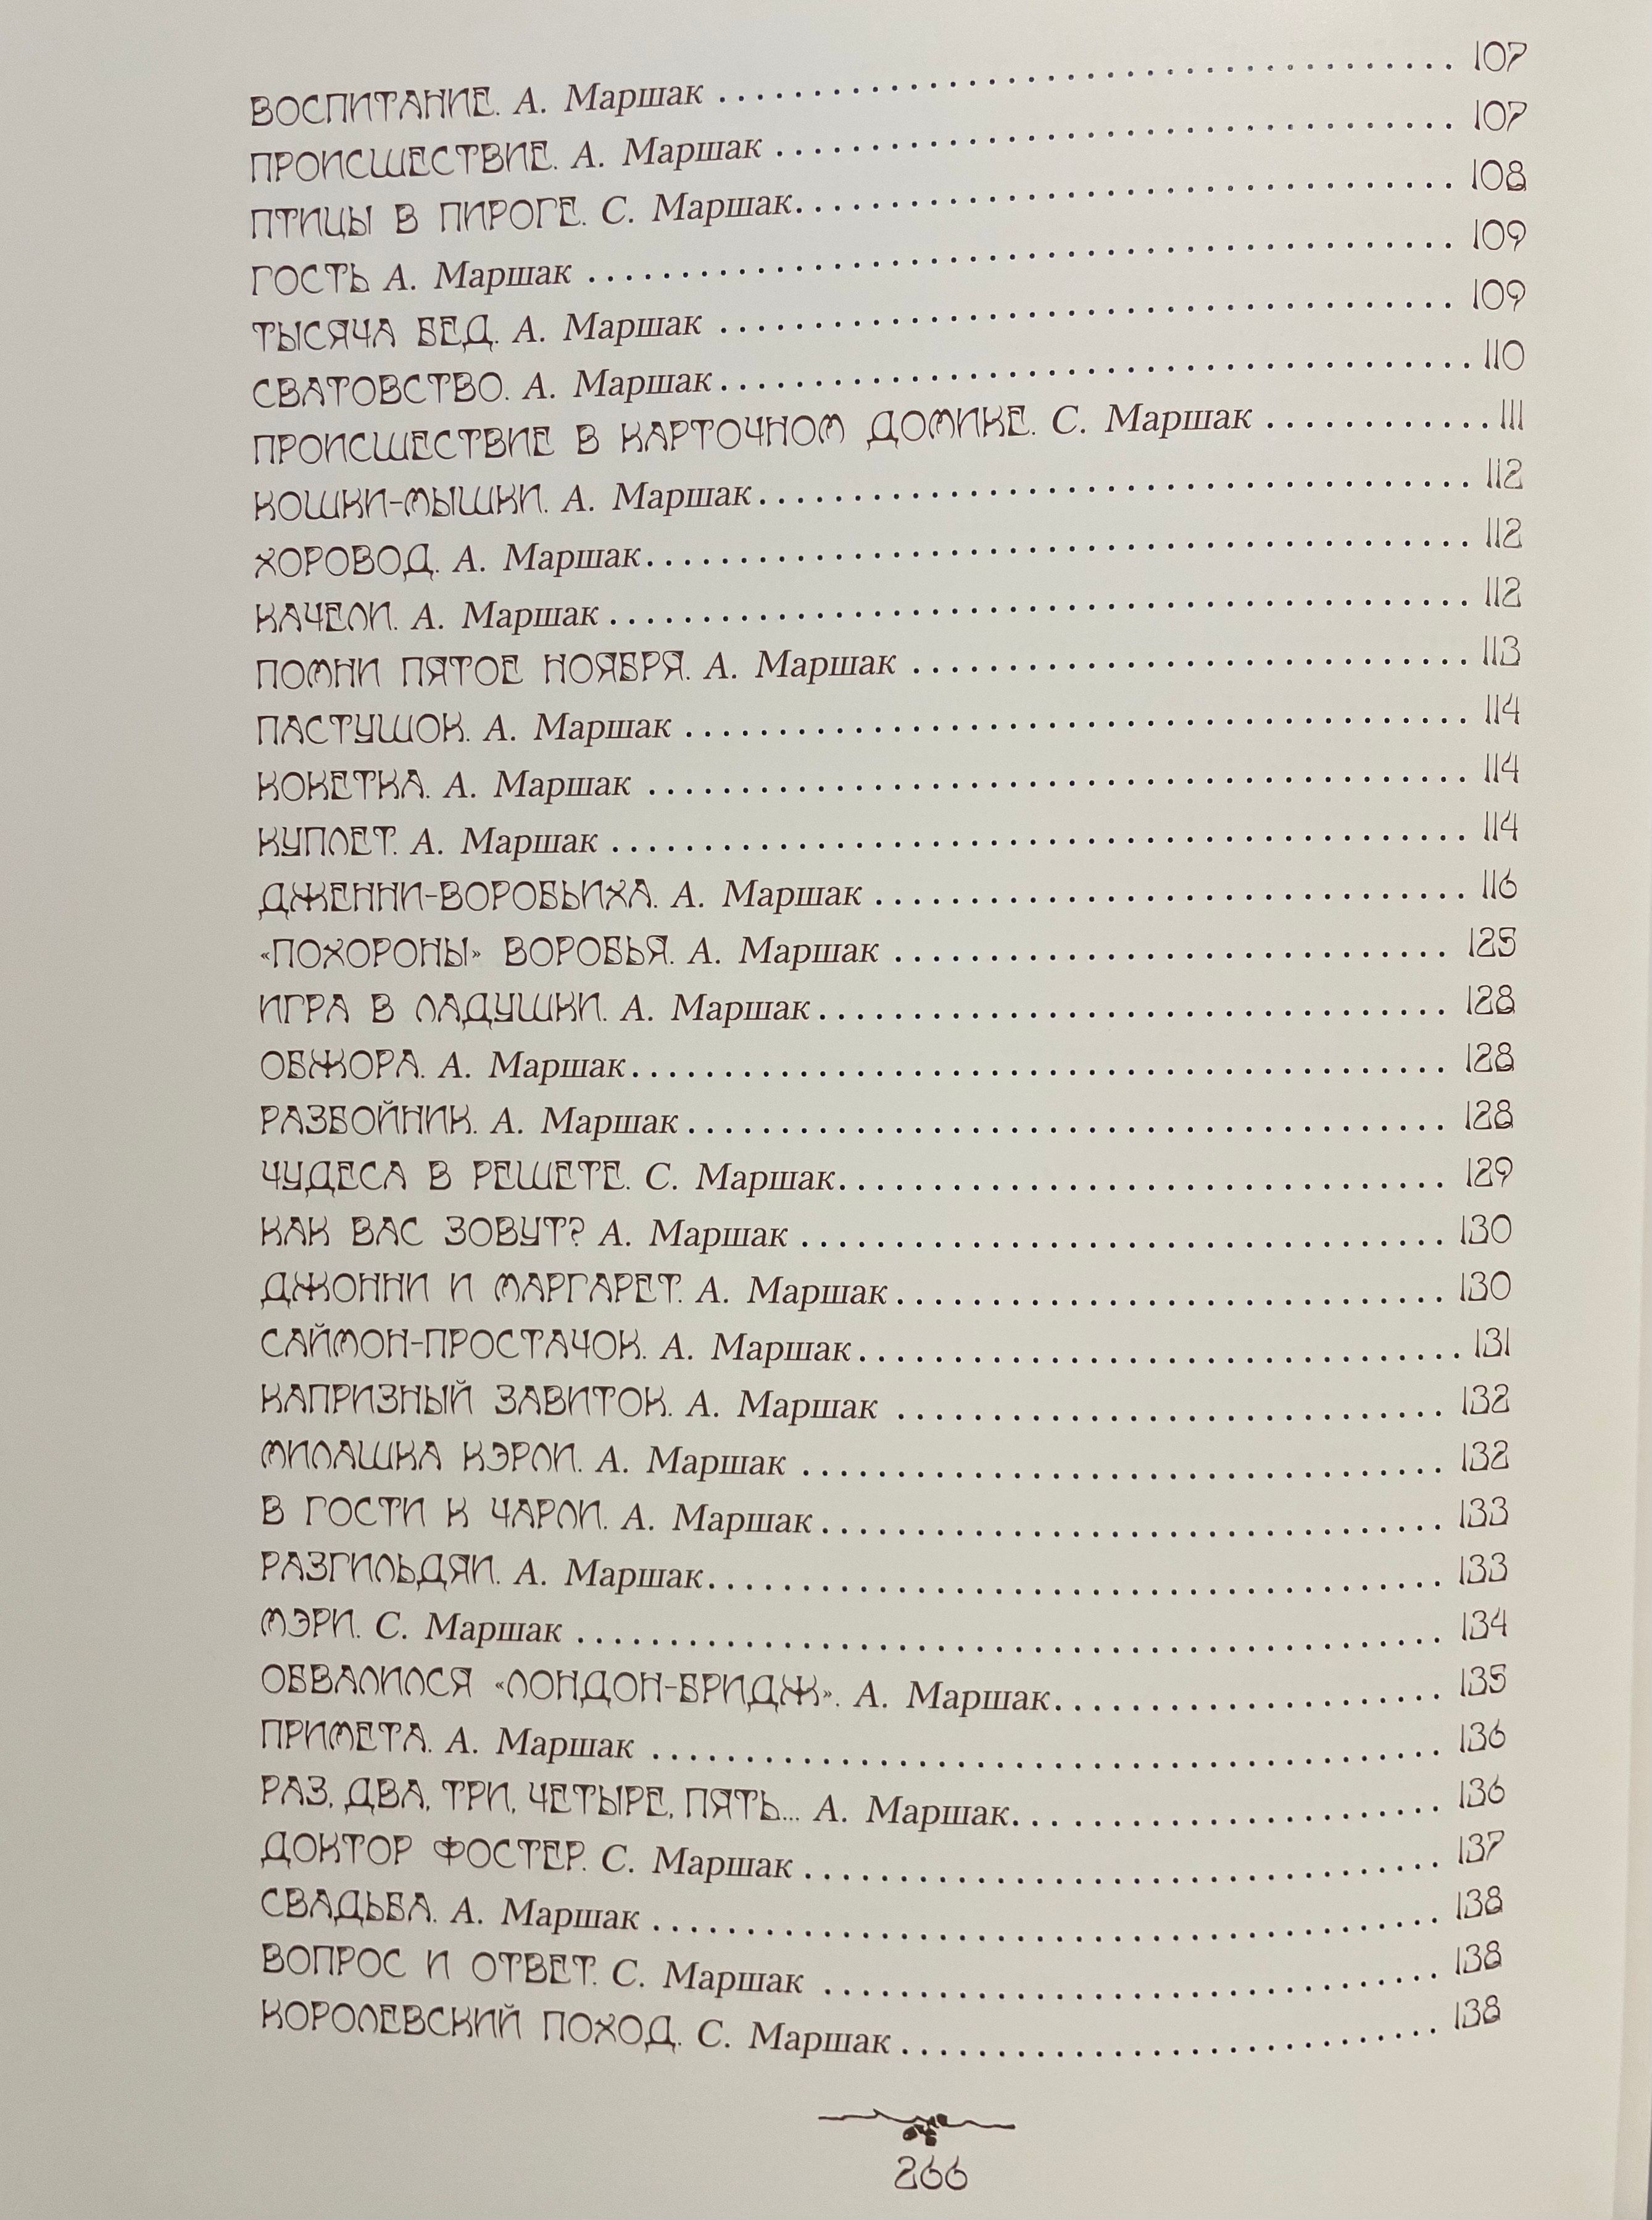 ВОСПИТАНИЕ. А. Маршак . . . . . . . . . . . . . . . . . . . . 107
ПРОИСШЕСТВИЕ. А. Маршак . . . . . . . . . . . . . . . . . . . . 107
ПТИЦЫ В ПИРОГЕ. С. Маршак. . . . . . . . . . . . . . . . . . . . 108
ГОСТЬ А. Маршак . . . . . . . . . . . . . . . . . . . . 109
ТЫСЯЧА БЕД. А. Маршак . . . . . . . . . . . . . . . . . . . . 109
СВАТОВСТВО. А. Маршак . . . . . . . . . . . . . . . . . . . . 110
ПРОИСШЕСТВИЕ В КАРТОЧНОМ ДОМИКЕ. С. Маршак . . . . . . . . . . . . 111
КОШКИ-МЫШКИ. А. Маршак . . . . . . . . . . . . . . . . . . . . 112
ХОРОВОД. А. Маршак . . . . . . . . . . . . . . . . . . . . 112
КАЧЕЛИ. А. Маршак . . . . . . . . . . . . . . . . . . . . 112
ПОМНИ ПЯТОЕ НОЯБРЯ. А. Маршак . . . . . . . . . . . . . . . . . . . . 113
ПАСТУШОК. А. Маршак . . . . . . . . . . . . . . . . . . . . 114
КОКЕТКА. А. Маршак . . . . . . . . . . . . . . . . . . . . 114
КУПЛЕТ. А. Маршак . . . . . . . . . . . . . . . . . . . . 114
ДЖЕННИ-ВОРОБЬИХА. А. Маршак . . . . . . . . . . . . . . . . . . . . 116
«ПОХОРОНЫ» ВОРОБЬЯ. А. Маршак . . . . . . . . . . . . . . . . . . . . 125
ИГРА В ЛАДУШКИ. А. Маршак . . . . . . . . . . . . . . . . . . . . 128
ОБЖОРА. А. Маршак . . . . . . . . . . . . . . . . . . . . 128
РАЗБОЙНИК. А. Маршак . . . . . . . . . . . . . . . . . . . . 128
ЧУДЕСА В РЕШЕТЕ. С. Маршак . . . . . . . . . . . . . . . . . . . . 129
КАК ВАС ЗОВУТ? А. Маршак . . . . . . . . . . . . . . . . . . . . 130
ДЖОННИ И МАРГАРЕТ. А. Маршак . . . . . . . . . . . . . . . . . . . . 130
САЙМОН-ПРОСТАЧОК. А. Маршак . . . . . . . . . . . . . . . . . . . . 131
КАПРИЗНЫЙ ЗАВИТОК. А. Маршак . . . . . . . . . . . . . . . . . . . . 132
МИЛАШКА КЭРЛИ. А. Маршак . . . . . . . . . . . . . . . . . . . . 132
В ГОСТИ К ЧАРЛИ. А. Маршак . . . . . . . . . . . . . . . . . . . . 133
РАЗГИЛЬДЯИ. А. Маршак . . . . . . . . . . . . . . . . . . . . 133
МЭРИ. С. Маршак . . . . . . . . . . . . . . . . . . . . 134
ОБВАЛИЛСЯ «ЛОНДОН-БРИДЖ». А. Маршак . . . . . . . . . . . . . . . . . . . . 135
ПРИМЕТА. А. Маршак . . . . . . . . . . . . . . . . . . . . 136
РАЗ, ДВА, ТРИ, ЧЕТЫРЕ, ПЯТЬ... А. Маршак . . . . . . . . . . . . . . . . . . . . 136
ДОКТОР ФОСТЕР. С. Маршак . . . . . . . . . . . . . . . . . . . . 137
СВАДЬБА. А. Маршак . . . . . . . . . . . . . . . . . . . . 138
ВОПРОС И ОТВЕТ. С. Маршак . . . . . . . . . . . . . . . . . . . . 138
КОРОЛЕВСКИЙ ПОХОД. С. Маршак . . . . . . . . . . . . . . . . . . . . 138
266